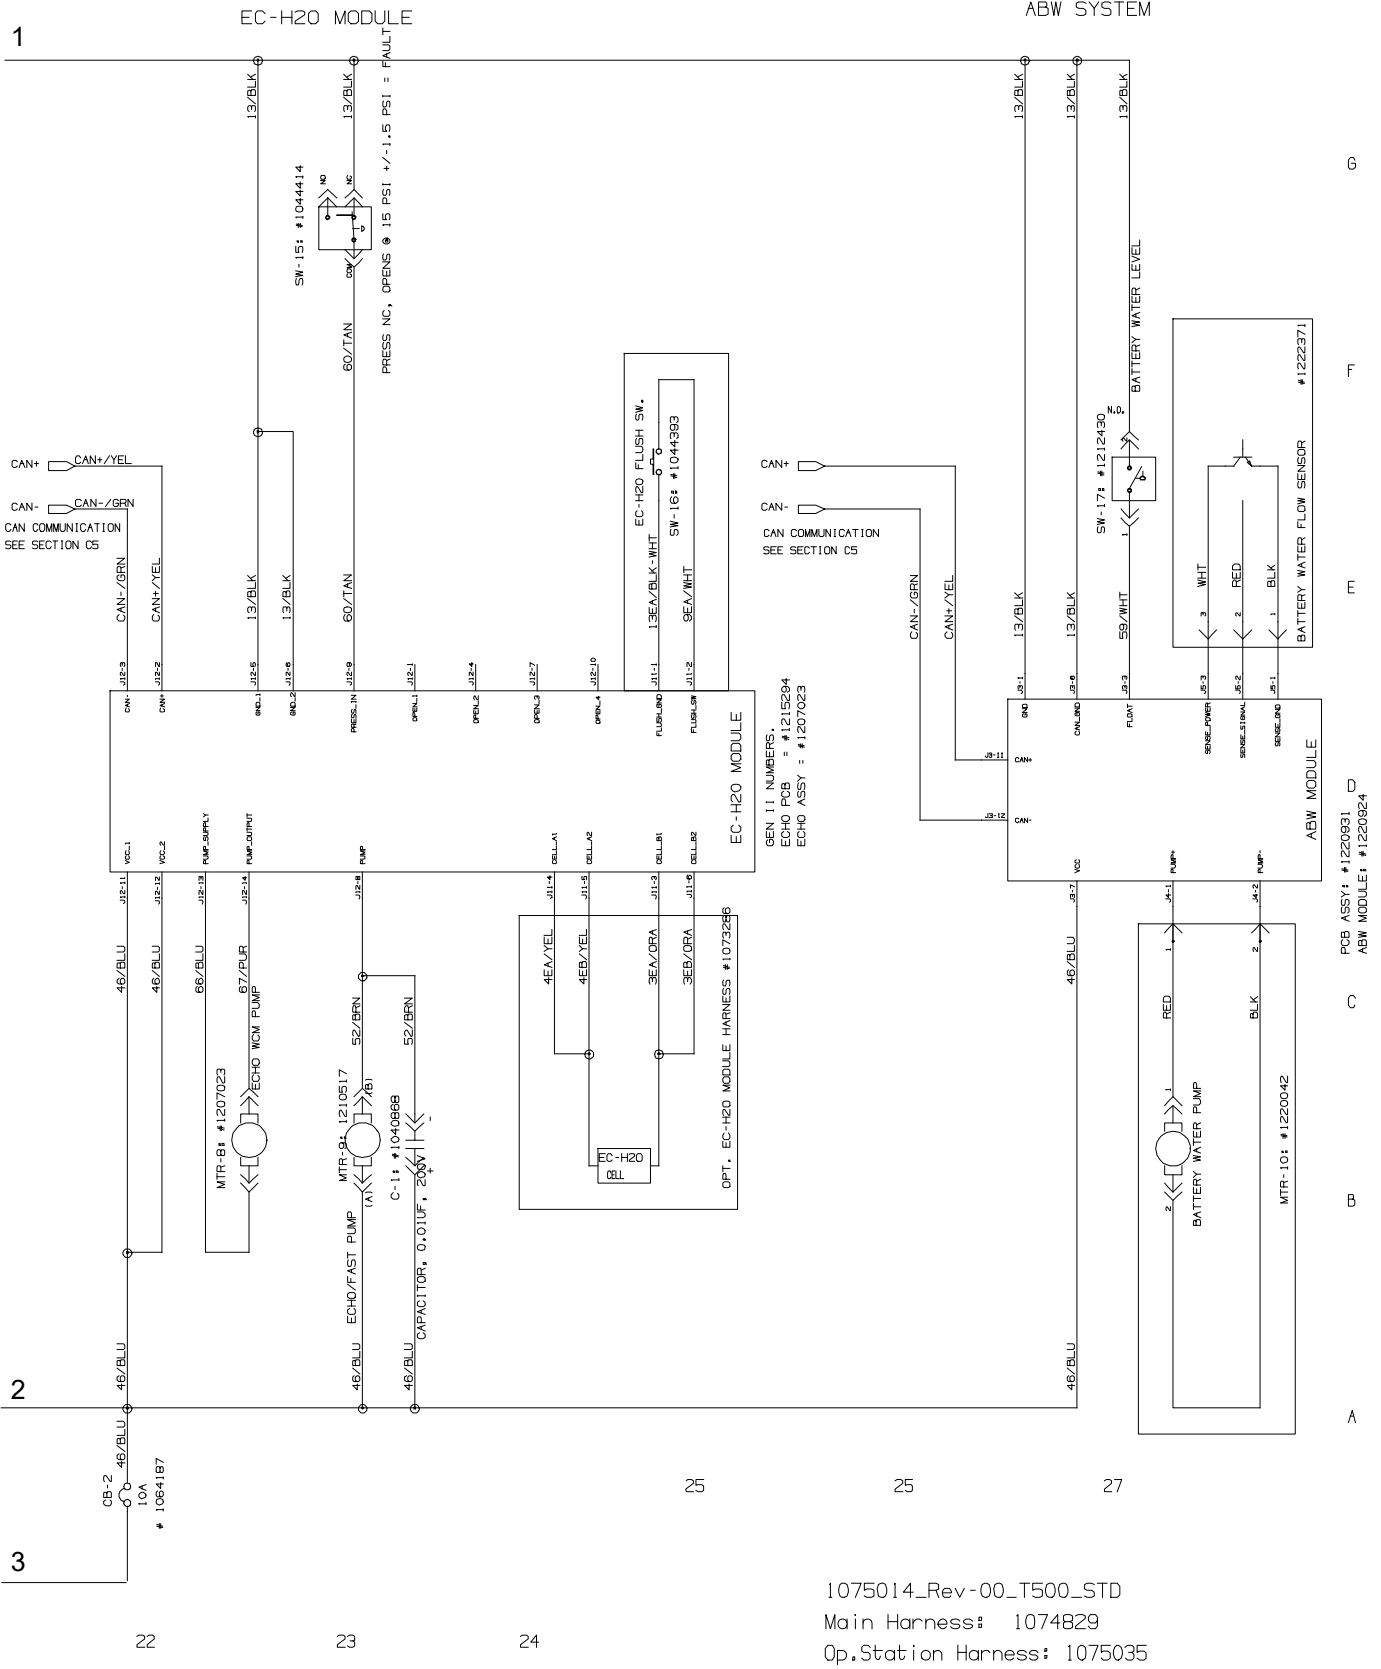 EC-H2O MODULE
ABW SYSTEM
1
13/BLK
13/BLK
PRESS NC, OPENS @ 15 PSI +/-1.5 PSI = FAULT
13/BLK
13/BLK
13/BLK
G
SW-15: #1044414
NO
NC
COM
60/TAN
BATTERY WATER LEVEL
#1222371
F
EC-H2O FLUSH SW.
SW-16: #1044393
N.O.
SW-17: #1212430
2
1
BATTERY WATER FLOW SENSOR
CAN+
CAN+/YEL
CAN-
CAN-/GRN
CAN COMMUNICATION
SEE SECTION C5
CAN+
CAN-
CAN COMMUNICATION
SEE SECTION C5
CAN-/GRN
CAN+/YEL
13/BLK
13/BLK
60/TAN
13EA/BLK-WHT
9EA/WHT
CAN-/GRN
CAN+/YEL
13/BLK
13/BLK
59/WHT
WHT
RED
BLK
3
2
1
E
J12-3
J12-2
J12-5
J12-6
J12-9
J12-1
J12-4
J12-7
J12-10
J11-1
J11-2
J3-1
J3-6
J3-3
J5-3
J5-2
J5-1
CAN-
CAN+
GND_1
GND_2
PRESS_IN
OPEN_1
OPEN_2
OPEN_3
OPEN_4
FLUSH_GND
FLUSH_SW
EC-H2O MODULE
GEN II NUMBERS.
ECHO PCB = #1215294
ECHO ASSY = #1207023
GND
CAN_GND
FLOAT
SENSE_POWER
SENSE_SIGNAL
SENSE_GND
J3-11
CAN+
J3-12
CAN-
ABW MODULE
D
PCB ASSY: #1220931
ABW MODULE: #1220924
VCC_1
VCC_2
PUMP_SUPPLY
PUMP_OUTPUT
PUMP
CELL_A1
CELL_A2
CELL_B1
CELL_B2
VCC
PUMP+
PUMP-
J12-11
J12-12
J12-13
J12-14
J12-8
J11-4
J11-5
J11-3
J11-6
J3-7
J4-1
J4-2
46/BLU
46/BLU
66/BLU
67/PUR
ECHO WCM PUMP
52/BRN
52/BRN
4EA/YEL
4EB/YEL
3EA/ORA
3EB/ORA
OPT. EC-H2O MODULE HARNESS #1073286
46/BLU
1
2
RED
BLK
C
MTR-8: #1207023
MTR-9: 1210517
(B)
(A)
C-1: #1040868
-
+
CAPACITOR, 0.01UF, 200V
EC-H2O
CELL
1
2
BATTERY WATER PUMP
MTR-10: #1220042
B
ECHO/FAST PUMP
46/BLU
46/BLU
46/BLU
46/BLU
2
A
46/BLU
CB-2
10A
# 1064187
25
25
27
3
1075014_Rev-00_T500_STD
Main Harness: 1074829
Op.Station Harness: 1075035
22
23
24